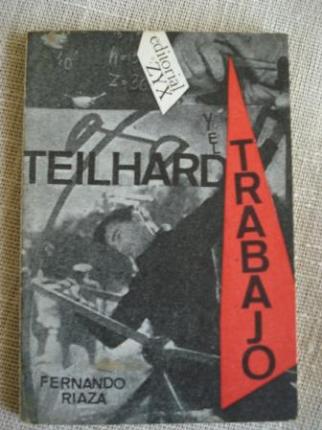 editorial
ZYX
TEILHARD
Y EL
TRABAJO
FERNANDO
RIAZA